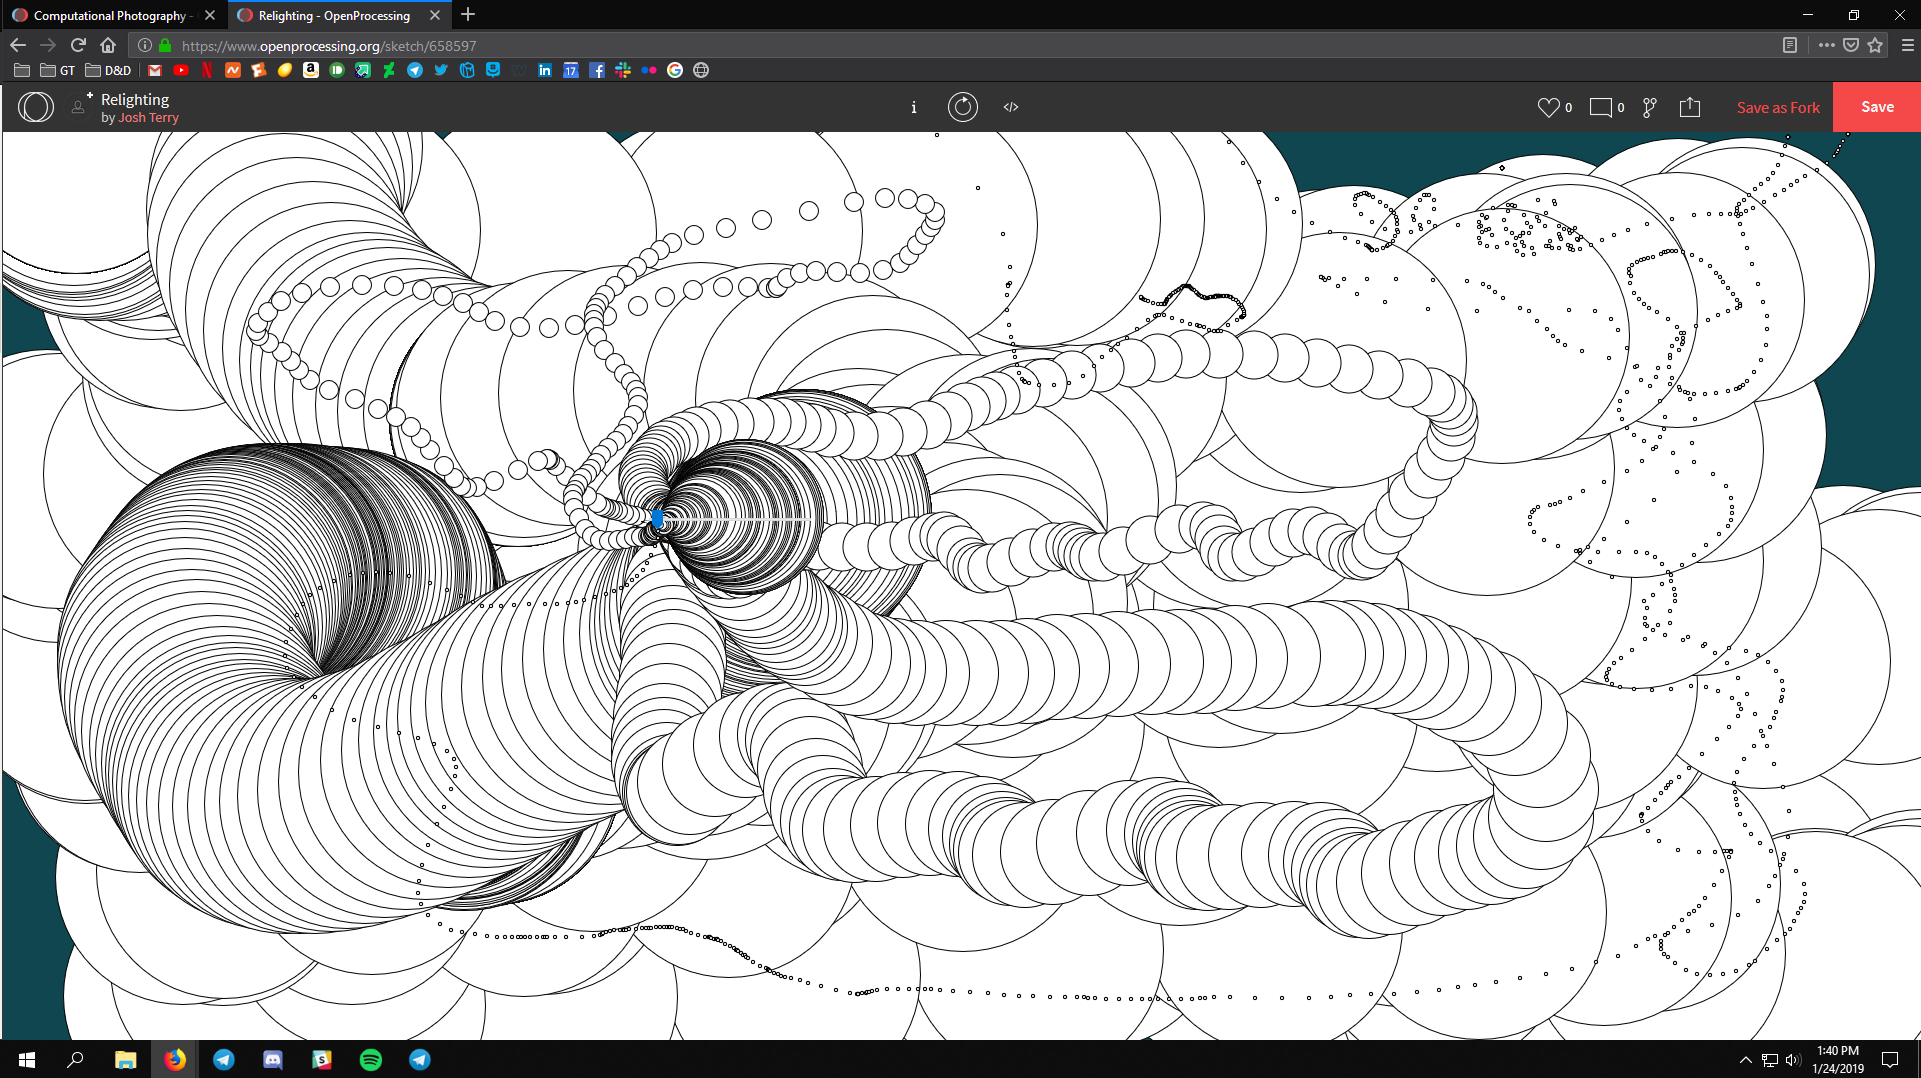 Computational Photography -
Relighting - OpenProcessing
https://www.openprocessing.org/sketch/658597
GT
D&D
17
Relighting
by Josh Terry
i
</>
0
0
Save as Fork
Save
1:40 PM
1/24/2019